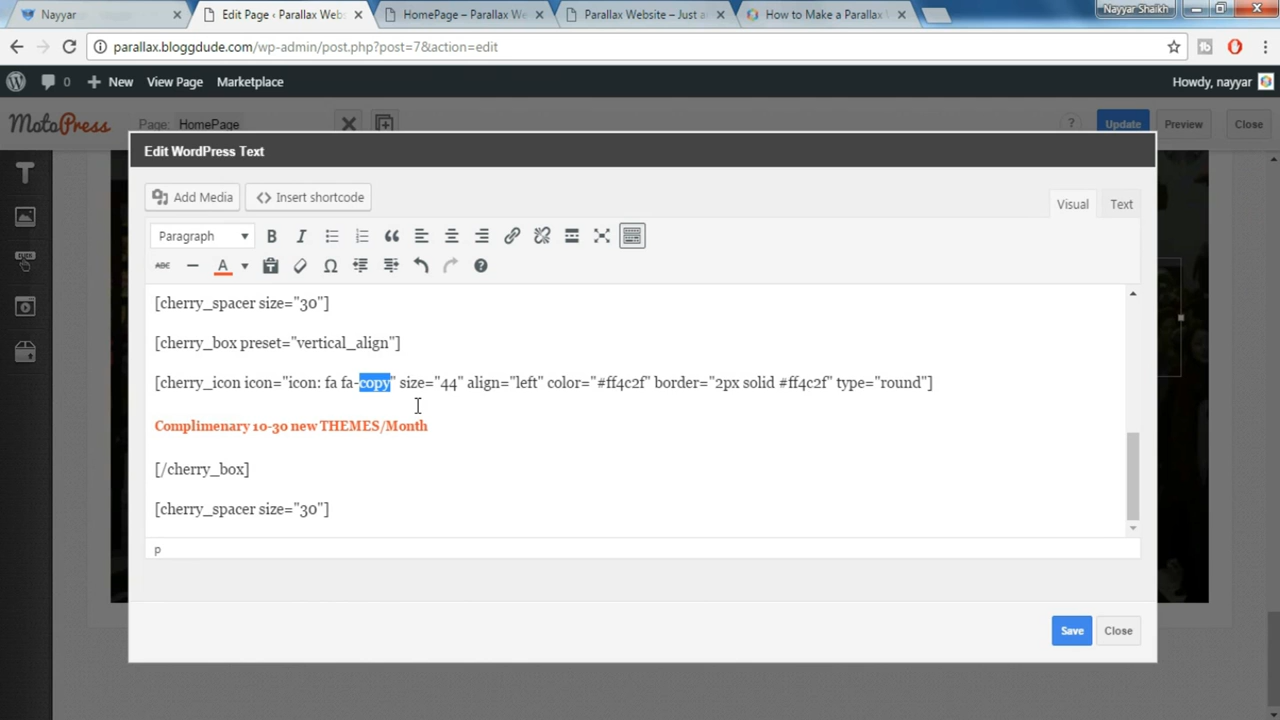 Nayyar
Edit Page ‹ Parallax Webs
HomePage – Parallax We
Parallax Website – Just a
How to Make a Parallax W
Nayyar Shaikh
parallax.bloggdude.com/wp-admin/post.php?post=7&action=edit
0
New
View Page
Marketplace
Howdy, nayyar
MotoPress
Page: HomePage
?
Update
Preview
Close
Edit WordPress Text
Add Media
Insert shortcode
Visual
Text
Paragraph
B
I
ABC
A
Ω
[cherry_spacer size="30"]
[cherry_box preset="vertical_align"]
[cherry_icon icon="icon: fa fa-copy" size="44" align="left" color="#ff4c2f" border="2px solid #ff4c2f" type="round"]
Complimenary 10-30 new THEMES/Month
[/cherry_box]
[cherry_spacer size="30"]
p
Save
Close